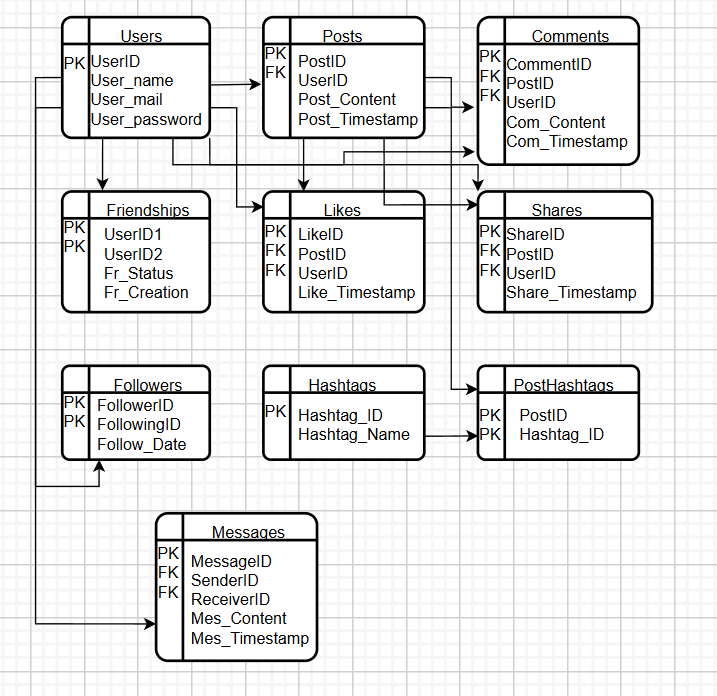 Users
PK UserID
User_name
User_mail
User_password
Posts
PK PostID
FK UserID
Post_Content
Post_Timestamp
Comments
PK CommentID
FK PostID
FK UserID
Com_Content
Com_Timestamp
Friendships
PK UserID1
PK UserID2
Fr_Status
Fr_Creation
Likes
PK LikeID
FK PostID
FK UserID
Like_Timestamp
Shares
PK ShareID
FK PostID
FK UserID
Share_Timestamp
Followers
PK FollowerID
PK FollowingID
Follow_Date
Hashtags
PK Hashtag_ID
Hashtag_Name
PostHashtags
PK PostID
PK Hashtag_ID
Messages
PK MessageID
FK SenderID
FK ReceiverID
Mes_Content
Mes_Timestamp